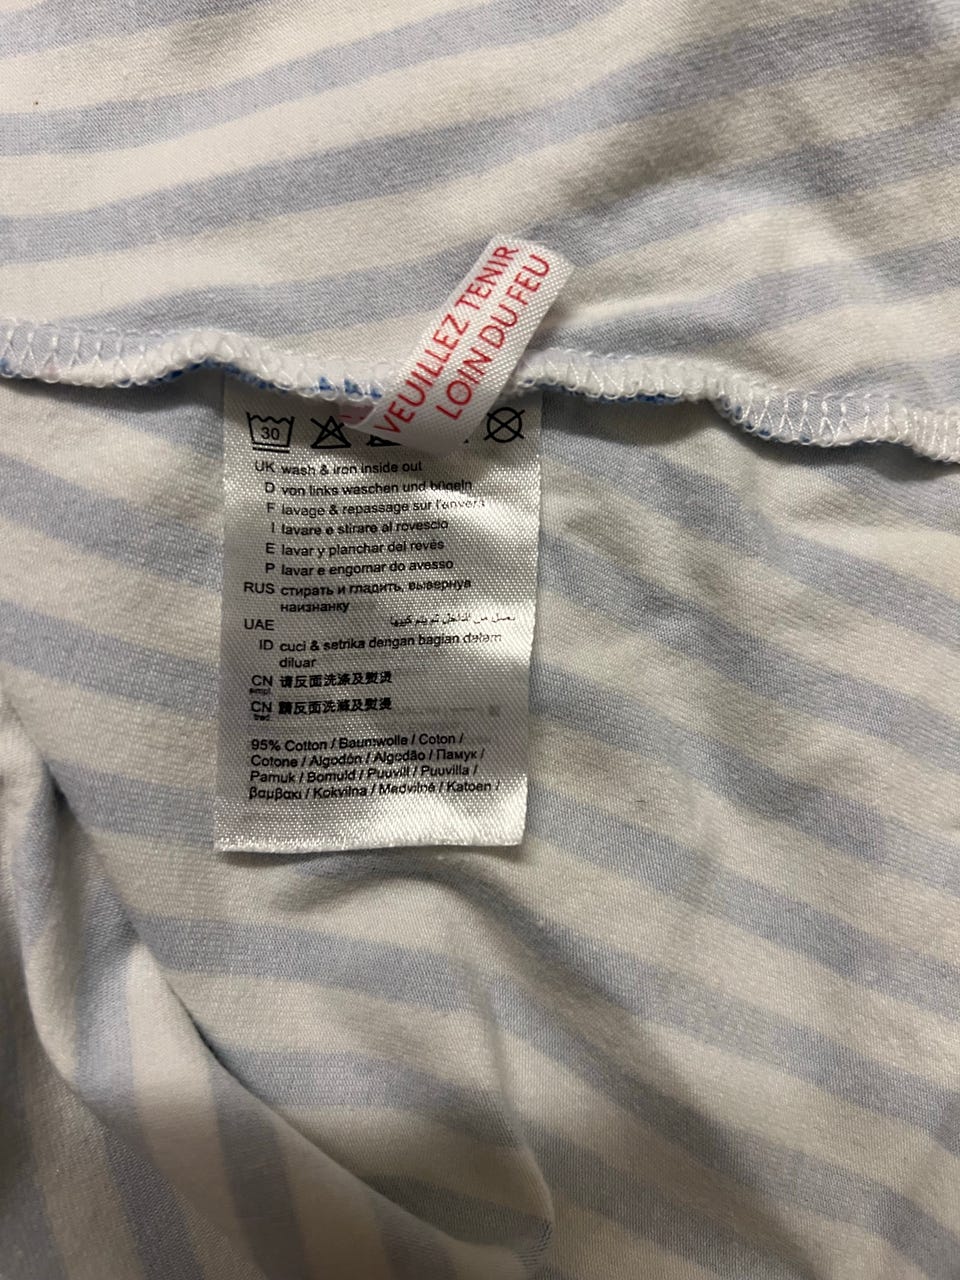 VEUILLEZ TENIR
LOIN DU FEU
30
UK wash & iron inside out
D von links waschen und bügeln
F lavage & repassage sur l'envers
I lavare e stirare al rovescio
E lavar y planchar del revés
P lavar e engomar do avesso
RUS стирать и гладить, вывернув
наизнанку
UAE
ID cuci & setrika dengan bagian dalam
diluar
CN 请反面洗涤及熨烫
simpl
CN 請反面洗滌及熨燙
trad
95% Cotton / Baumwolle / Coton /
Cotone / Algodón / Algodão / Памук /
Pamuk / Bomuld / Puuvill / Puuvilla /
βαμβακι / Kokvilna / Medvilnė / Katoen /